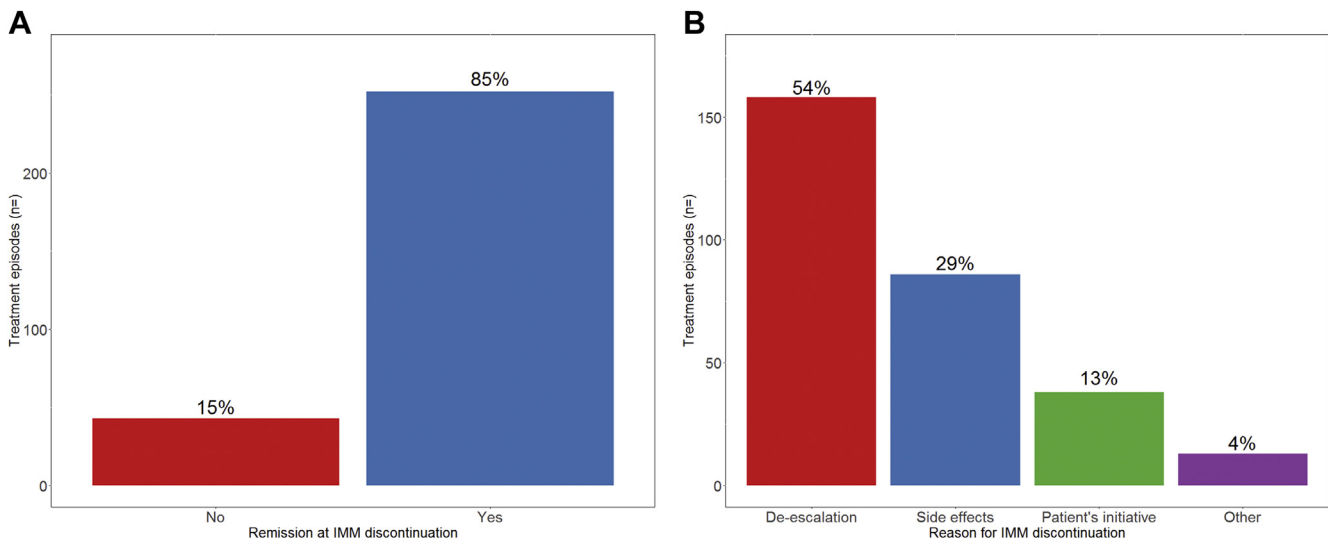 A
Treatment episodes (n=)
200
100
0
15%
85%
No
Yes
Remission at IMM discontinuation
B
Treatment episodes (n=)
150
100
50
0
54%
29%
13%
4%
De-escalation
Side effects
Patient's initiative
Other
Reason for IMM discontinuation